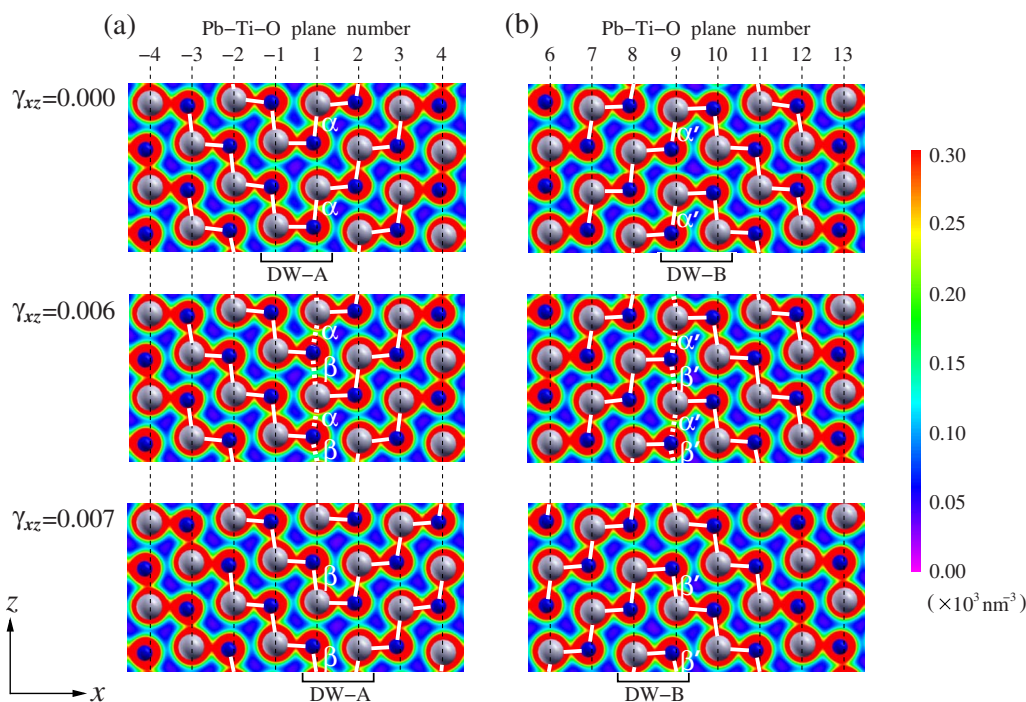 (a) Pb−Ti−O plane number
−4 −3 −2 −1 1 2 3 4
(b) Pb−Ti−O plane number
6 7 8 9 10 11 12 13
γxz=0.000
α
α
DW−A
α′
α′
DW−B
γxz=0.006
α
β
α
β
α′
β′
α′
β′
γxz=0.007
β
β
DW−A
β′
β′
DW−B
0.30
0.25
0.20
0.15
0.10
0.05
0.00
(×10³ nm⁻³)
z
x